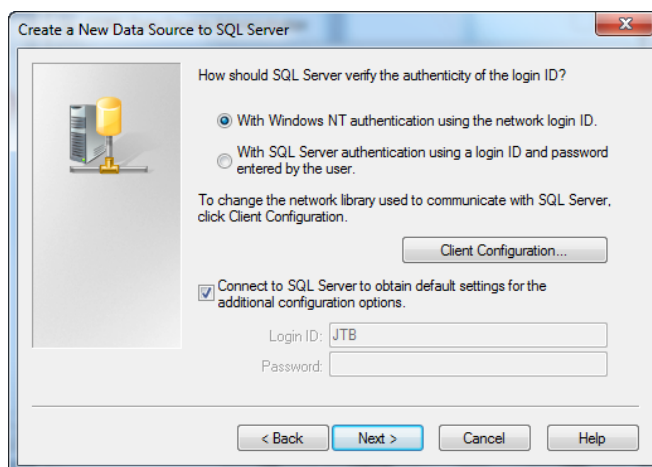 Create a New Data Source to SQL Server
How should SQL Server verify the authenticity of the login ID?
With Windows NT authentication using the network login ID.
With SQL Server authentication using a login ID and password
entered by the user.
To change the network library used to communicate with SQL Server,
click Client Configuration.
Client Configuration...
Connect to SQL Server to obtain default settings for the
additional configuration options.
Login ID: JTB
Password:
< Back Next > Cancel Help